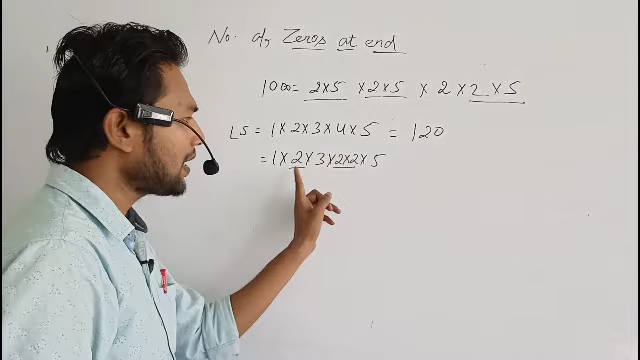 No. of Zeros at end
1000 = 2×5 × 2×5 × 2 × 2 × 5
L5 = 1×2×3×4×5 = 120
= 1×2×3×2×2×5